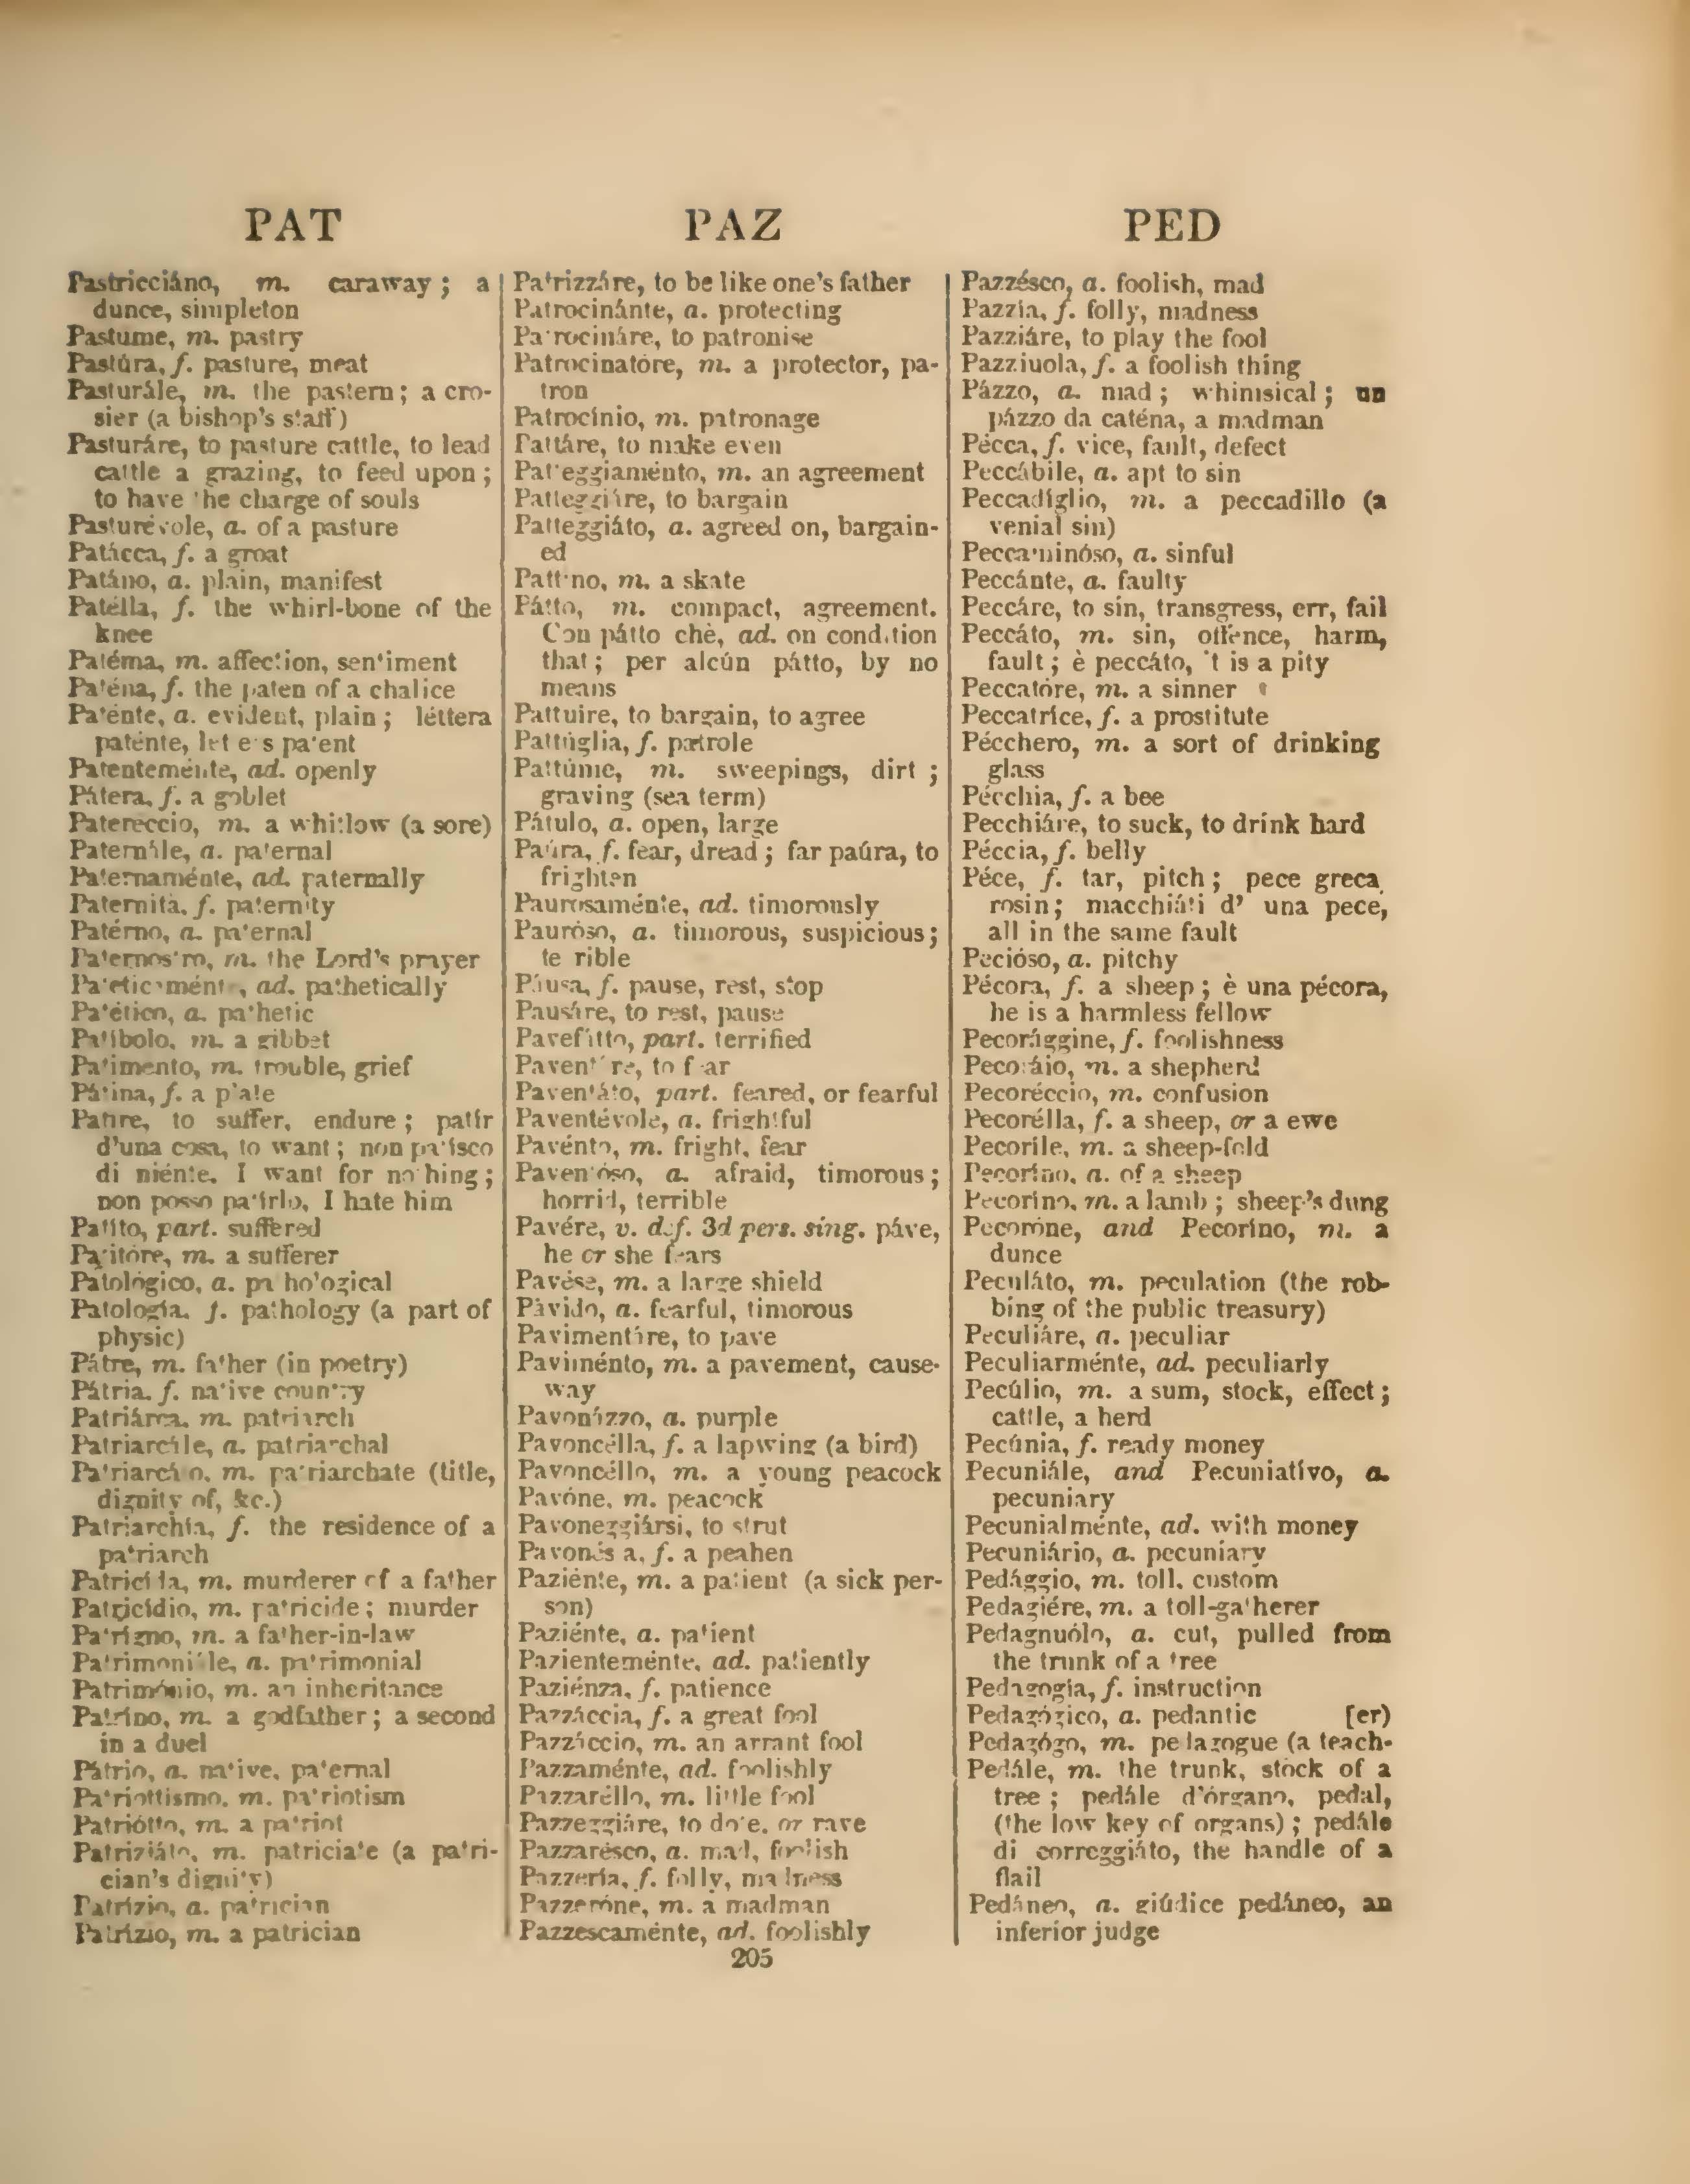 PAT
Pastricciáno, m. caraway ; a
dunce, simpleton
Pastume, m. pastry
Pastúra, f. pasture, meat
Pasturále, m. the pastern ; a cro-
sier (a bishop's staff)
Pasturáre, to pasture cattle, to lead
cattle a grazing, to feed upon ;
to have the charge of souls
Pasturévole, a. of a pasture
Patácca, f. a groat
Patáno, a. plain, manifest
Patélla, f. the whirl-bone of the
knee
Patéma, m. affection, sentiment
Paténa, f. the paten of a chalice
Paténte, a. evident, plain ; léttera
paténte, letters patent
Patenteménte, ad. openly
Pátera, f. a goblet
Patereccio, m. a whitlow (a sore)
Paternále, a. paternal
Paternaménte, ad. paternally
Paternità, f. paternity
Patérno, a. paternal
Paternostro, m. the Lord's prayer
Pateticaménte, ad. pathetically
Patético, a. pathetic
Patíbolo, m. a gibbet
Patimento, m. trouble, grief
Pátina, f. a plate
Patíre, to suffer, endure ; patír
d'una cosa, to want ; non patísco
di niénte, I want for nothing ;
non posso patírlo, I hate him
Patíto, part. suffered
Patitóre, m. a sufferer
Patológico, a. pathological
Patología, f. pathology (a part of
physic)
Pátre, m. father (in poetry)
Pátria, f. native country
Patriárca, m. patriarch
Patriarcále, a. patriarchal
Patriarcáto, m. patriarchate (title,
dignity of, &c.)
Patriarchía, f. the residence of a
patriarch
Patricída, m. murderer of a father
Patricídio, m. patricide ; murder
Patrígno, m. a father-in-law
Patrimoniále, a. patrimonial
Património, m. an inheritance
Patríno, m. a godfather ; a second
in a duel
Pátrio, a. native, paternal
Patriottismo, m. patriotism
Patriótto, m. a patriot
Patriziáto, m. patriciate (a patri-
cian's dignity)
Patrízio, a. patrician
Patrízio, m. a patrician
PAZ
Patrizzáre, to be like one's father
Patrocinánte, a. protecting
Patrocináre, to patronise
Patrocinatóre, m. a protector, pa-
tron
Patrocínio, m. patronage
Pattáre, to make even
Patteggiaménto, m. an agreement
Patteggiáre, to bargain
Patteggiáto, a. agreed on, bargain-
ed
Pattíno, m. a skate
Pátto, m. compact, agreement.
Con pátto chè, ad. on condition
that ; per alcún pátto, by no
means
Pattuire, to bargain, to agree
Pattúglia, f. patrole
Pattúme, m. sweepings, dirt ;
graving (sea term)
Pátulo, a. open, large
Paúra, f. fear, dread ; far paúra, to
frighten
Paurosaménte, ad. timorously
Pauróso, a. timorous, suspicious ;
terrible
Páusa, f. pause, rest, stop
Pausáre, to rest, pause
Pavefátto, part. terrified
Paventáre, to fear
Paventáto, part. feared, or fearful
Paventévole, a. frightful
Pavénto, m. fright, fear
Paventóso, a. afraid, timorous ;
horrid, terrible
Pavére, v. def. 3d pers. sing. páve,
he or she fears
Pavése, m. a large shield
Pàvido, a. fearful, timorous
Pavimentáre, to pave
Paviménto, m. a pavement, cause-
way
Pavonázzo, a. purple
Pavoncélla, f. a lapwing (a bird)
Pavoncéllo, m. a young peacock
Pavóne, m. peacock
Pavoneggiársi, to strut
Pavonéssa, f. a peahen
Paziénte, m. a patient (a sick per-
son)
Paziénte, a. patient
Pazienteménte, ad. patiently
Paziénza, f. patience
Pazzáccia, f. a great fool
Pazzáccio, m. an arrant fool
Pazzaménte, ad. foolishly
Pazzaréllo, m. little fool
Pazzeggiáre, to dote, or rave
Pazzarésco, a. mad, foolish
Pazzería, f. folly, madness
Pazzeróne, m. a madman
Pazzescaménte, ad. foolishly
PED
Pazzésco, a. foolish, mad
Pazzía, f. folly, madness
Pazziáre, to play the fool
Pazziuola, f. a foolish thing
Pázzo, a. mad ; whimsical ; un
pázzo da caténa, a madman
Pécca, f. vice, fault, defect
Peccábile, a. apt to sin
Peccadíglio, m. a peccadillo (a
venial sin)
Peccaminóso, a. sinful
Peccánte, a. faulty
Peccáre, to sin, transgress, err, fail
Peccáto, m. sin, offence, harm,
fault ; è peccáto, 't is a pity
Peccatóre, m. a sinner
Peccatríce, f. a prostitute
Pécchero, m. a sort of drinking
glass
Pécchia, f. a bee
Pecchiáre, to suck, to drink hard
Péccia, f. belly
Péce, f. tar, pitch ; pece greca,
rosin ; macchiáti d' una pece,
all in the same fault
Pecióso, a. pitchy
Pécora, f. a sheep ; è una pécora,
he is a harmless fellow
Pecorággine, f. foolishness
Pecoráio, m. a shepherd
Pecoréccio, m. confusion
Pecorélla, f. a sheep, or a ewe
Pecorile, m. a sheep-fold
Pecoríno, a. of a sheep
Pecoríno, m. a lamb ; sheep's dung
Pecoróne, and Pecoríno, m. a
dunce
Peculáto, m. peculation (the rob-
bing of the public treasury)
Peculiáre, a. peculiar
Peculiarménte, ad. peculiarly
Pecúlio, m. a sum, stock, effect ;
cattle, a herd
Pecúnia, f. ready money
Pecuniále, and Pecuniatívo, a.
pecuniary
Pecunialménte, ad. with money
Pecuniário, a. pecuniary
Pedággio, m. toll, custom
Pedagiére, m. a toll-gatherer
Pedagnuólo, a. cut, pulled from
the trunk of a tree
Pedagogía, f. instruction
Pedagógico, a. pedantic [er)
Pedagógo, m. pedagogue (a teach-
Pedále, m. the trunk, stock of a
tree ; pedále d'órgano, pedal,
(the low key of organs) ; pedále
di correggiáto, the handle of a
flail
Pedáneo, a. giúdice pedáneo, an
inferior judge
205